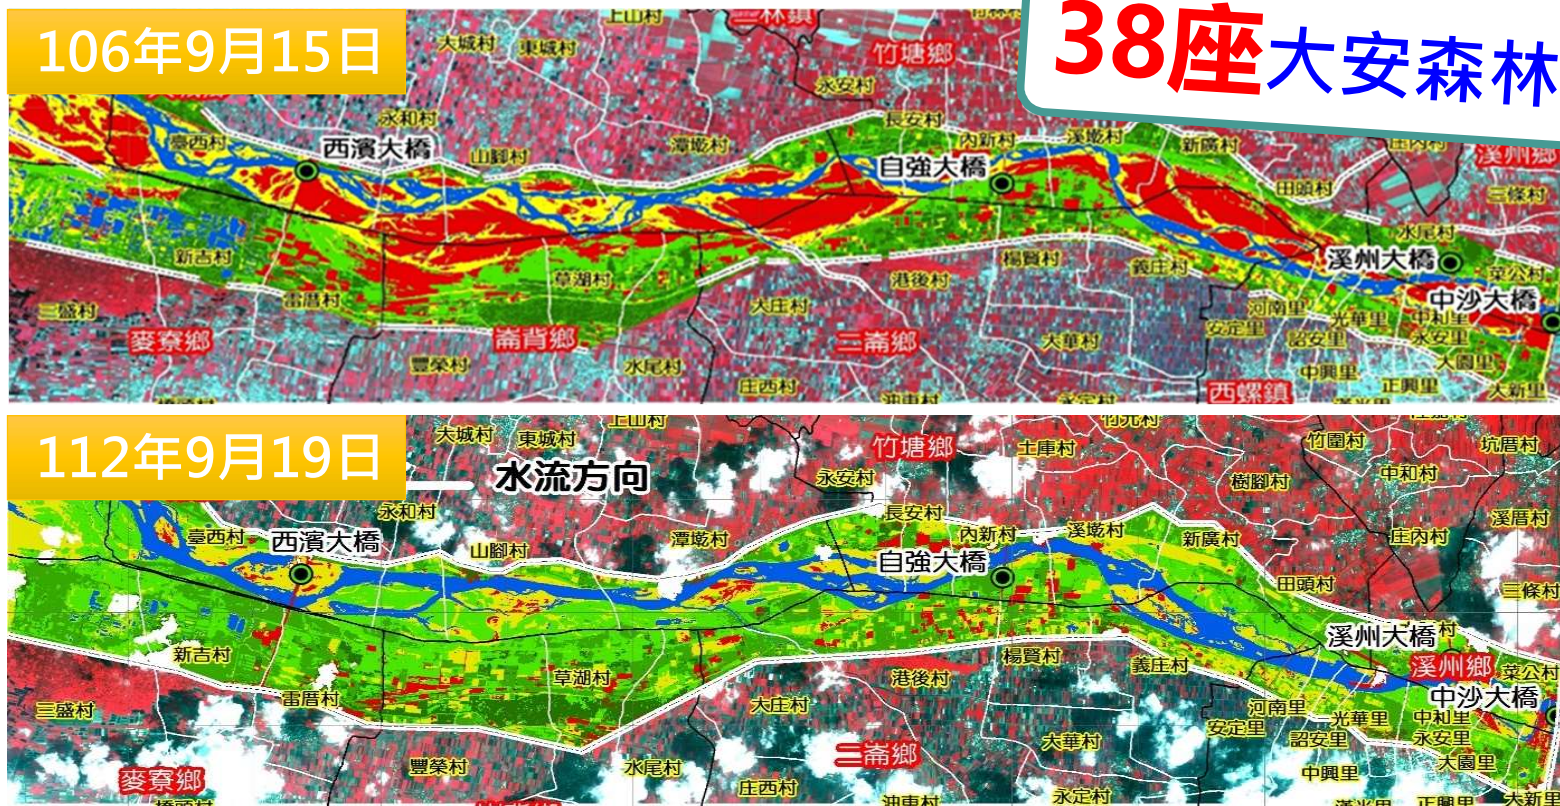 106年9月15日
38座大安森林
上山村
二林鎮
大城村
東城村
竹塘鄉
永安村
永和村
長安村
臺西村
西濱大橋
山腳村
潭墘村
內新村
溪墘村
新廣村
自強大橋
溪州鄉
田頭村
三條村
水尾村
新吉村
草湖村
港後村
楊賢村
義庄村
溪州大橋
菜公村
中沙大橋
三盛村
雷厝村
大庄村
河南里
光華里
中和里
安定里
詔安里
永安里
麥寮鄉
崙背鄉
二崙鄉
大華村
豐榮村
水尾村
大園里
中興里
庄西村
西螺鎮
正興里
大新里
永定村
112年9月19日
上山村
大城村
東城村
竹塘鄉
土庫村
竹圍村
坑厝村
水流方向
永安村
樹腳村
中和村
永和村
長安村
溪厝村
臺西村
西濱大橋
山腳村
潭墘村
內新村
溪墘村
新廣村
庄內村
自強大橋
田頭村
三條村
溪州大橋
新吉村
草湖村
港後村
楊賢村
義庄村
溪州鄉
菜公村
中沙大橋
三盛村
雷厝村
大庄村
河南里
光華里
中和里
安定里
詔安里
永安里
二崙鄉
大華村
麥寮鄉
豐榮村
水尾村
大園里
中興里
庄西村
永定村
正興里
大新里